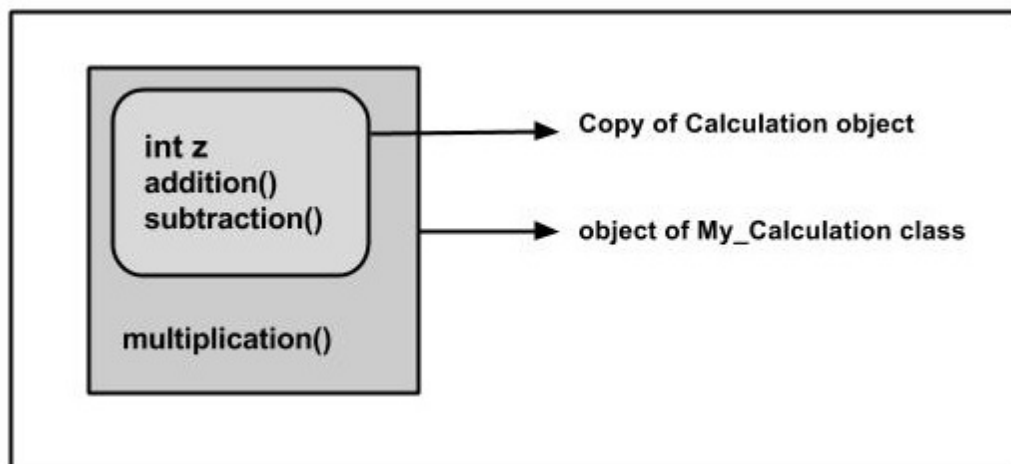 int z
addition()
subtraction()
multiplication()
Copy of Calculation object
object of My_Calculation class